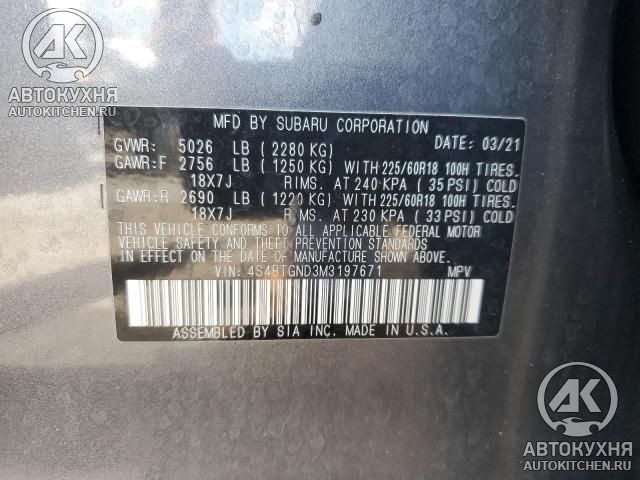 AK
АВТОКУХНЯ
AUTOKITCHEN.RU
MFD BY SUBARU CORPORATION
GVWR: 5026 LB ( 2280 KG) DATE: 03/21
GAWR:F 2756 LB ( 1250 KG) WITH 225/60R18 100H TIRES,
18X7J RIMS, AT 240 KPA ( 35 PSI) COLD
GAWR:R 2690 LB ( 1220 KG) WITH 225/60R18 100H TIRES,
18X7J RIMS, AT 230 KPA ( 33 PSI) COLD
THIS VEHICLE CONFORMS TO ALL APPLICABLE FEDERAL MOTOR
VEHICLE SAFETY AND THEFT PREVENTION STANDARDS
IN EFFECT ON THE DATE OF MANUFACTURE SHOWN ABOVE.
VIN: 4S4BTGND3M3197671 MPV
ASSEMBLED BY SIA INC. MADE IN U.S.A.
AK
АВТОКУХНЯ
AUTOKITCHEN.RU